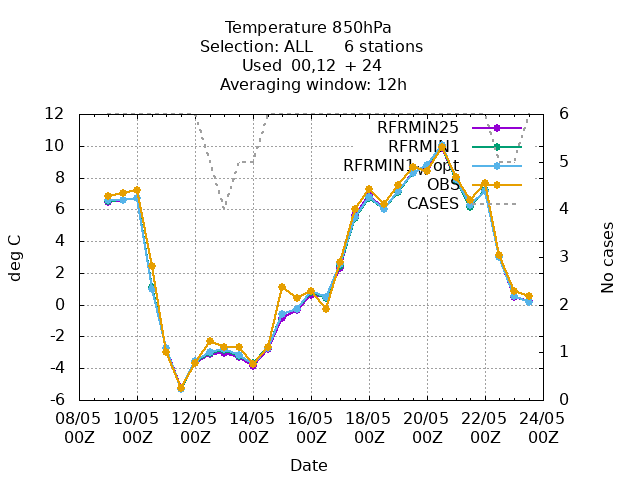 Temperature 850hPa
Selection: ALL 6 stations
Used 00,12 + 24
Averaging window: 12h
12 6
RFRMIN25
10 5
RFRMIN1
RFRMIN1_vopt
8
OBS
6 4
CASES
4 3
2
0 2
-2
-4 1
-6 0
deg C
No cases
08/05 10/05 12/05 14/05 16/05 18/05 20/05 22/05 24/05
00Z 00Z 00Z 00Z 00Z 00Z 00Z 00Z 00Z
Date